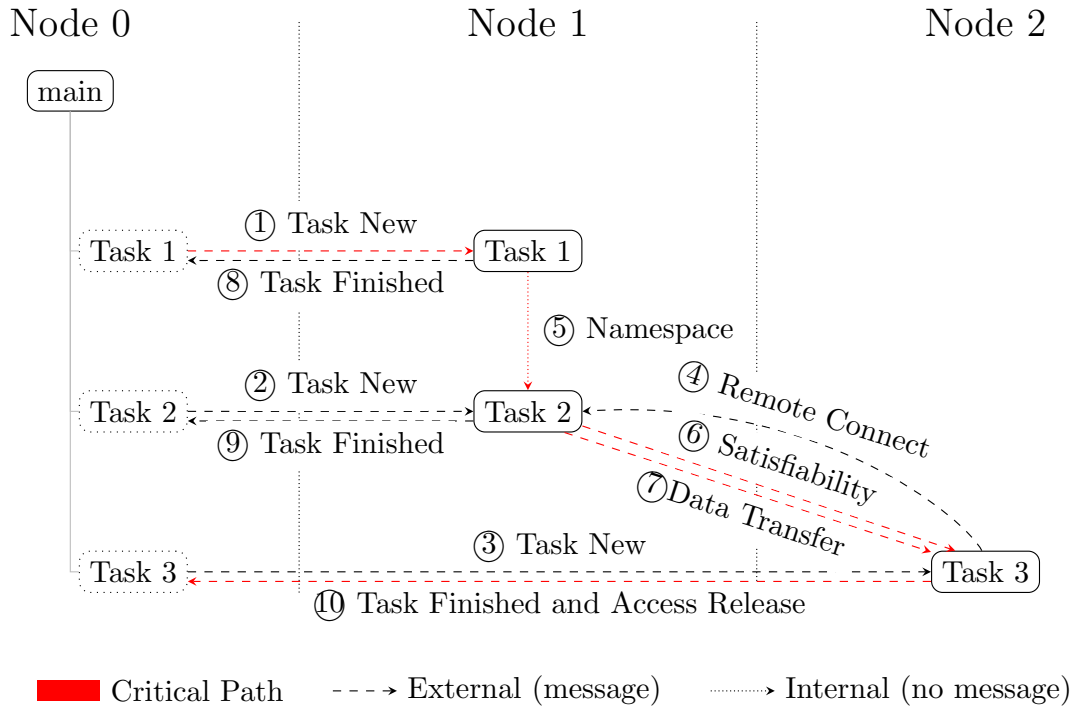 Node 0 Node 1 Node 2
main
① Task New
Task 1 Task 1
⑧ Task Finished
⑤ Namespace
② Task New
④ Remote Connect
Task 2 Task 2
⑨ Task Finished
⑥ Satisfiability
⑦ Data Transfer
③ Task New
Task 3 Task 3
⑩ Task Finished and Access Release
Critical Path External (message) Internal (no message)